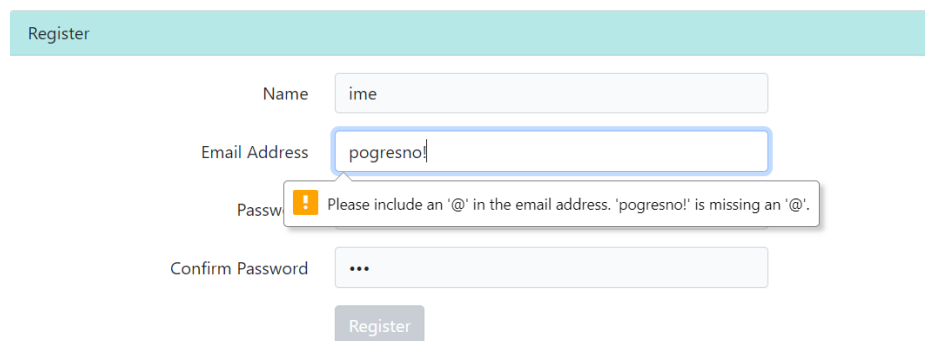 Register
Name
ime
Email Address
pogresno!
Passw
! Please include an '@' in the email address. 'pogresno!' is missing an '@'.
Confirm Password
•••
Register